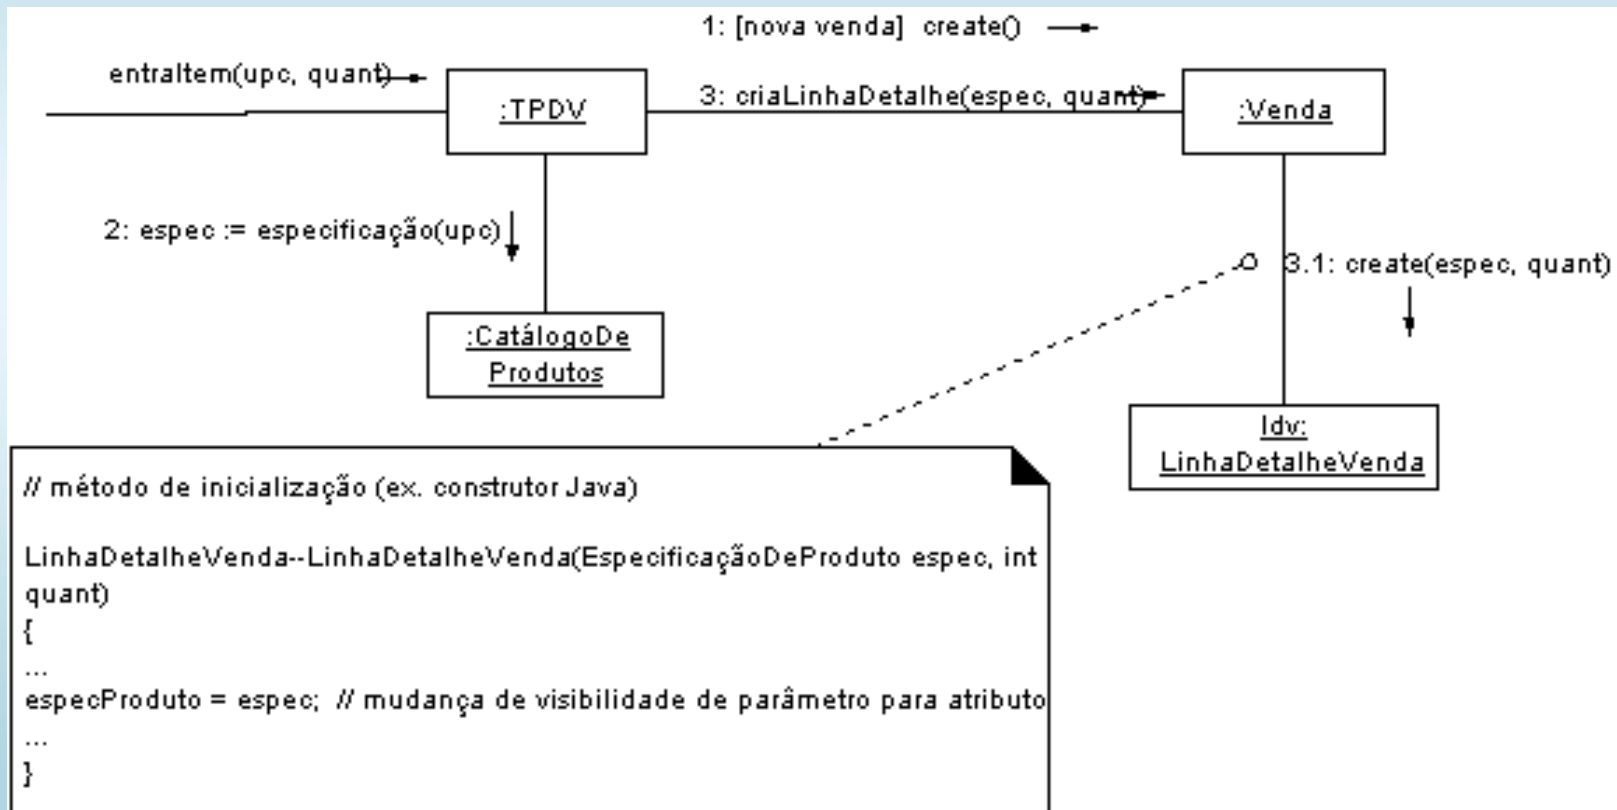 1: [nova venda] create()
entraItem(upc, quant)
:TPDV
3: criaLinhaDetalhe(espec, quant)
:Venda
2: espec := especificação(upc)
3.1: create(espec, quant)
:CatálogoDe
Produtos
ldv:
LinhaDetalheVenda
// método de inicialização (ex. construtor Java)
LinhaDetalheVenda--LinhaDetalheVenda(EspecificaçãoDeProduto espec, int
quant)
{
...
especProduto = espec; // mudança de visibilidade de parâmetro para atributo
...
}